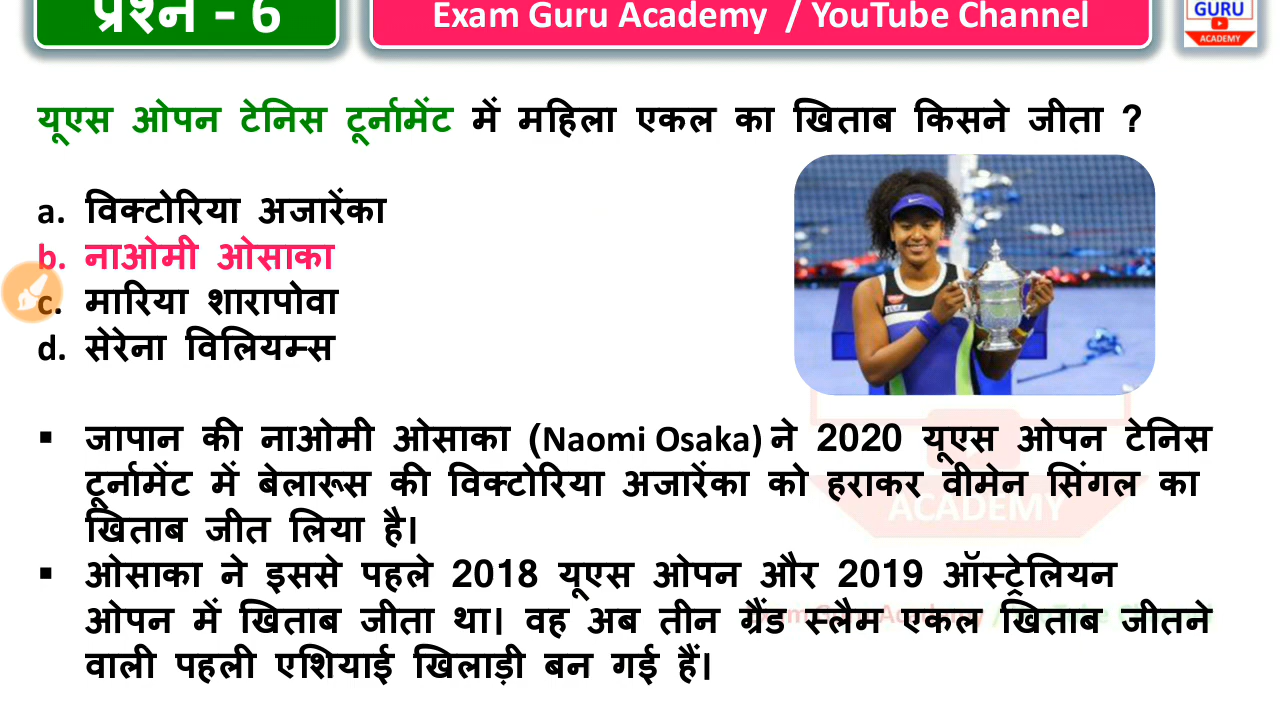 प्रश्न - 6
Exam Guru Academy / YouTube Channel
GURU
ACADEMY
यूएस ओपन टेनिस टूर्नामेंट में महिला एकल का खिताब किसने जीता ?
a. विक्टोरिया अजारेंका
b. नाओमी ओसाका
c. मारिया शारापोवा
d. सेरेना विलियम्स
▪ जापान की नाओमी ओसाका (Naomi Osaka) ने 2020 यूएस ओपन टेनिस
टूर्नामेंट में बेलारूस की विक्टोरिया अजारेंका को हराकर वीमेन सिंगल का
खिताब जीत लिया है।
ACADEMY
▪ ओसाका ने इससे पहले 2018 यूएस ओपन और 2019 ऑस्ट्रेलियन
ओपन में खिताब जीता था। वह अब तीन ग्रैंड स्लैम एकल खिताब जीतने
वाली पहली एशियाई खिलाड़ी बन गई हैं।